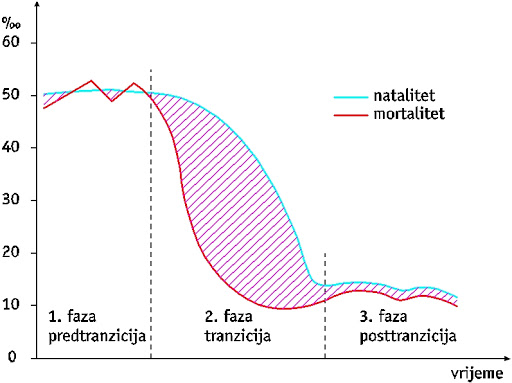 ‰
60
50
40
30
20
10
0
natalitet
mortalitet
1. faza
predtranzicija
2. faza
tranzicija
3. faza
posttranzicija
vrijeme